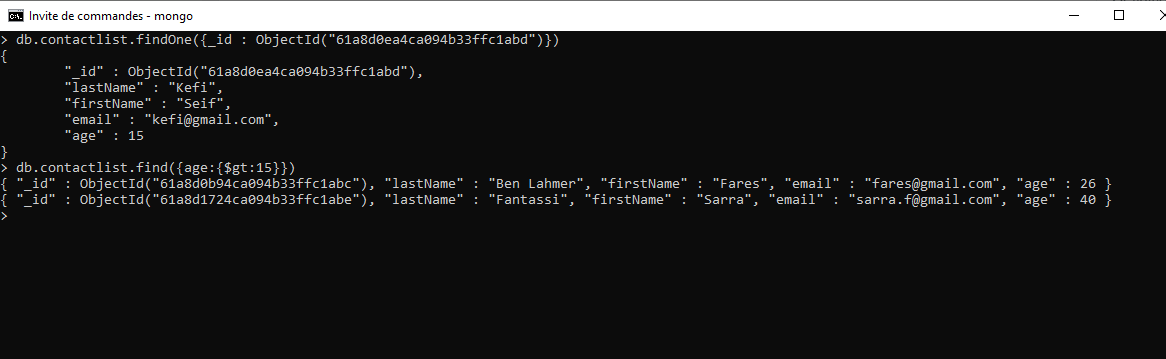 Invite de commandes - mongo
> db.contactlist.findOne({_id : ObjectId("61a8d0ea4ca094b33ffc1abd")})
{
        "_id" : ObjectId("61a8d0ea4ca094b33ffc1abd"),
        "lastName" : "Kefi",
        "firstName" : "Seif",
        "email" : "kefi@gmail.com",
        "age" : 15
}
> db.contactlist.find({age:{$gt:15}})
{ "_id" : ObjectId("61a8d0b94ca094b33ffc1abc"), "lastName" : "Ben Lahmer", "firstName" : "Fares", "email" : "fares@gmail.com", "age" : 26 }
{ "_id" : ObjectId("61a8d1724ca094b33ffc1abe"), "lastName" : "Fantassi", "firstName" : "Sarra", "email" : "sarra.f@gmail.com", "age" : 40 }
>